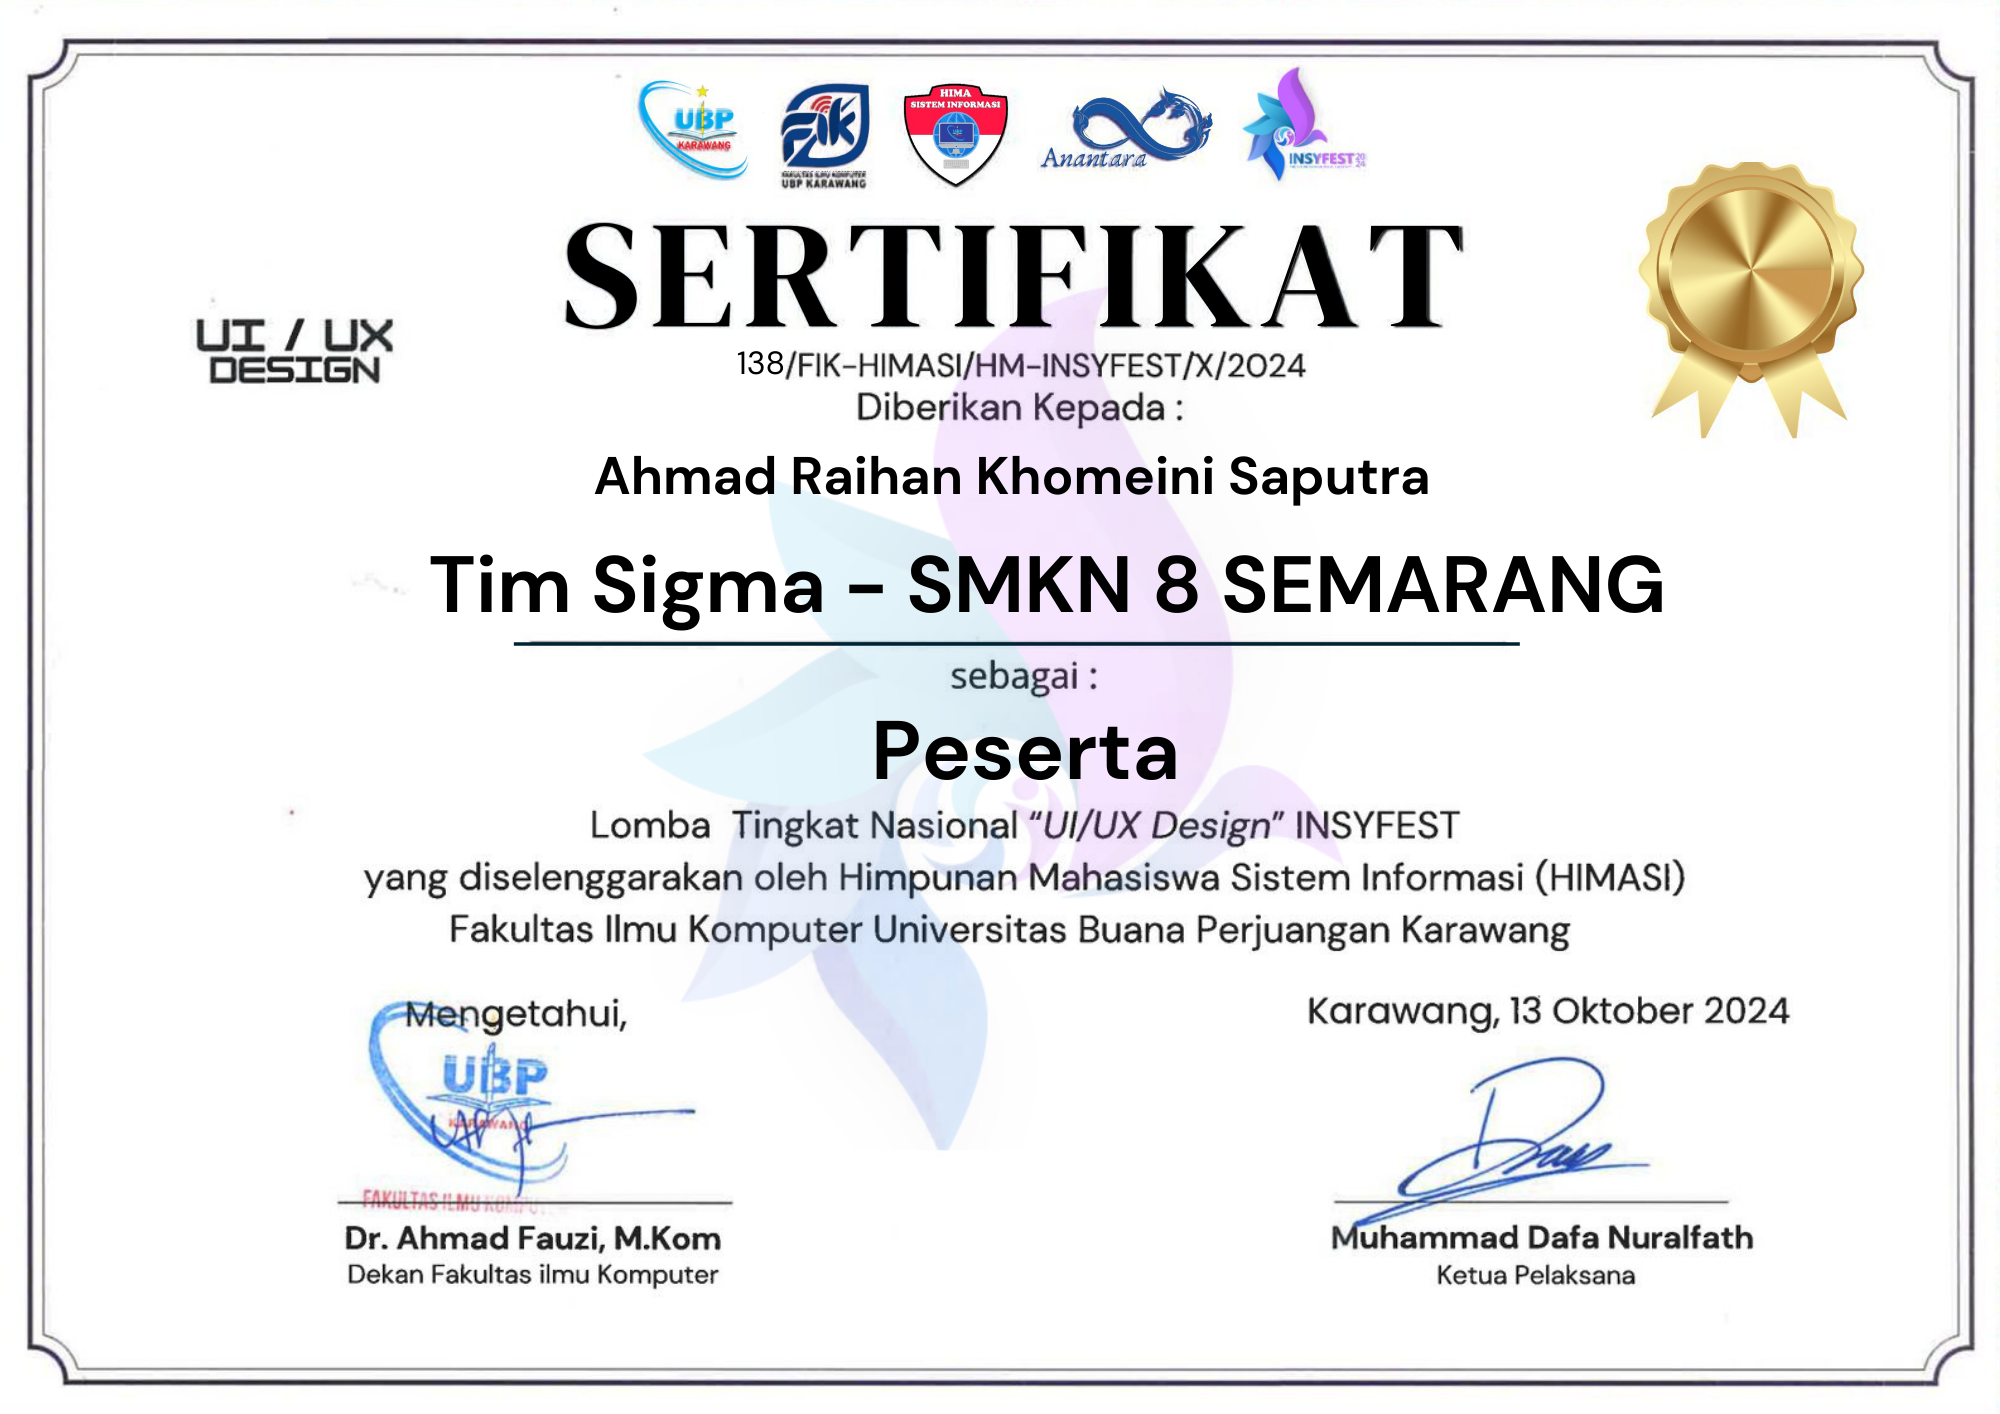 UBP
KARAWANG
FIK
FAKULTAS ILMU KOMPUTER
UBP KARAWANG
HIMA
SISTEM INFORMASI
UBP
Anantara
INSYFEST
SERTIFIKAT
UI / UX
DESIGN
138/FIK-HIMASI/HM-INSYFEST/X/2024
Diberikan Kepada :
Ahmad Raihan Khomeini Saputra
Tim Sigma - SMKN 8 SEMARANG
sebagai :
Peserta
Lomba Tingkat Nasional “UI/UX Design” INSYFEST
yang diselenggarakan oleh Himpunan Mahasiswa Sistem Informasi (HIMASI)
Fakultas Ilmu Komputer Universitas Buana Perjuangan Karawang
Mengetahui,
Karawang, 13 Oktober 2024
UBP
KARAWANG
FAKULTAS ILMU KOMPU
Dr. Ahmad Fauzi, M.Kom
Dekan Fakultas ilmu Komputer
Muhammad Dafa Nuralfath
Ketua Pelaksana